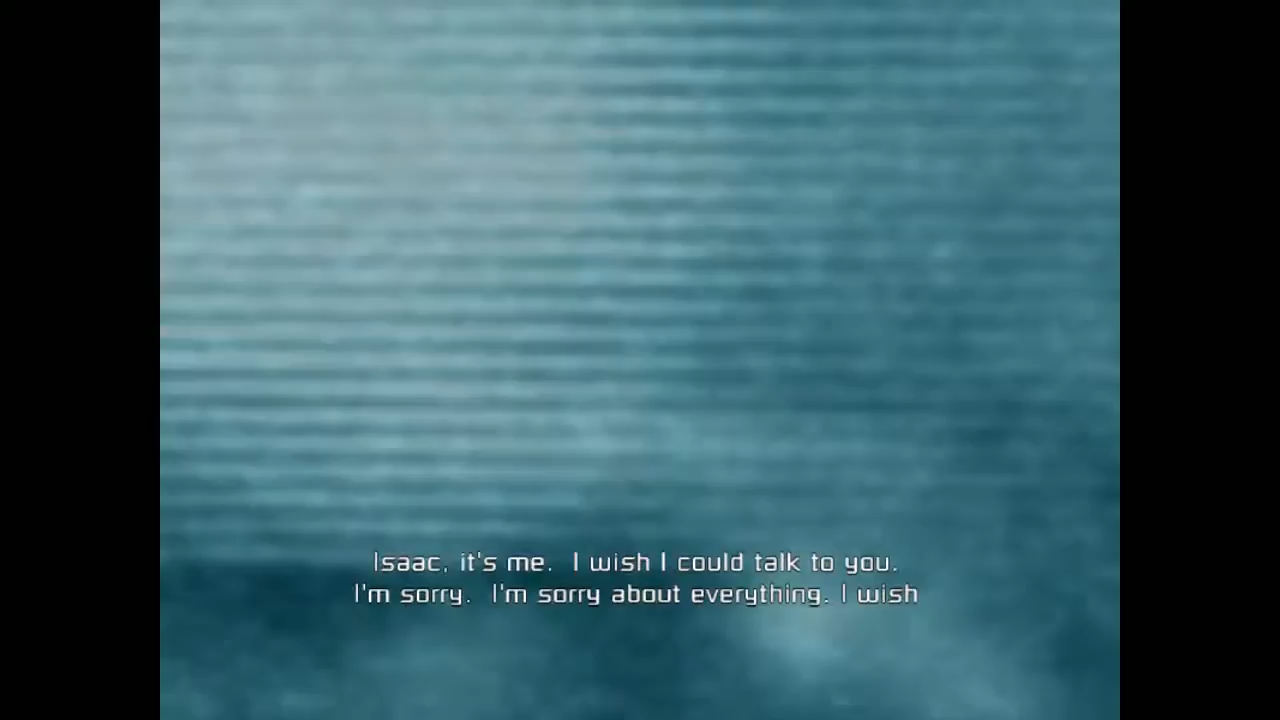 Isaac, it's me. I wish I could talk to you.
I'm sorry. I'm sorry about everything. I wish